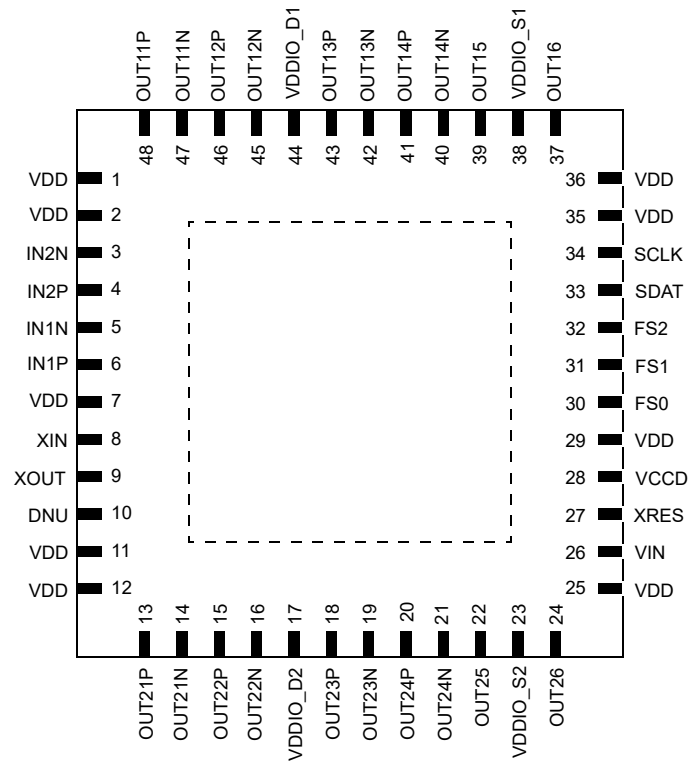 OUT11P
OUT11N
OUT12P
OUT12N
VDDIO_D1
OUT13P
OUT13N
OUT14P
OUT14N
OUT15
VDDIO_S1
OUT16
48
47
46
45
44
43
42
41
40
39
38
37
VDD 1
VDD 2
IN2N 3
IN2P 4
IN1N 5
IN1P 6
VDD 7
XIN 8
XOUT 9
DNU 10
VDD 11
VDD 12
36 VDD
35 VDD
34 SCLK
33 SDAT
32 FS2
31 FS1
30 FS0
29 VDD
28 VCCD
27 XRES
26 VIN
25 VDD
13
14
15
16
17
18
19
20
21
22
23
24
OUT21P
OUT21N
OUT22P
OUT22N
VDDIO_D2
OUT23P
OUT23N
OUT24P
OUT24N
OUT25
VDDIO_S2
OUT26